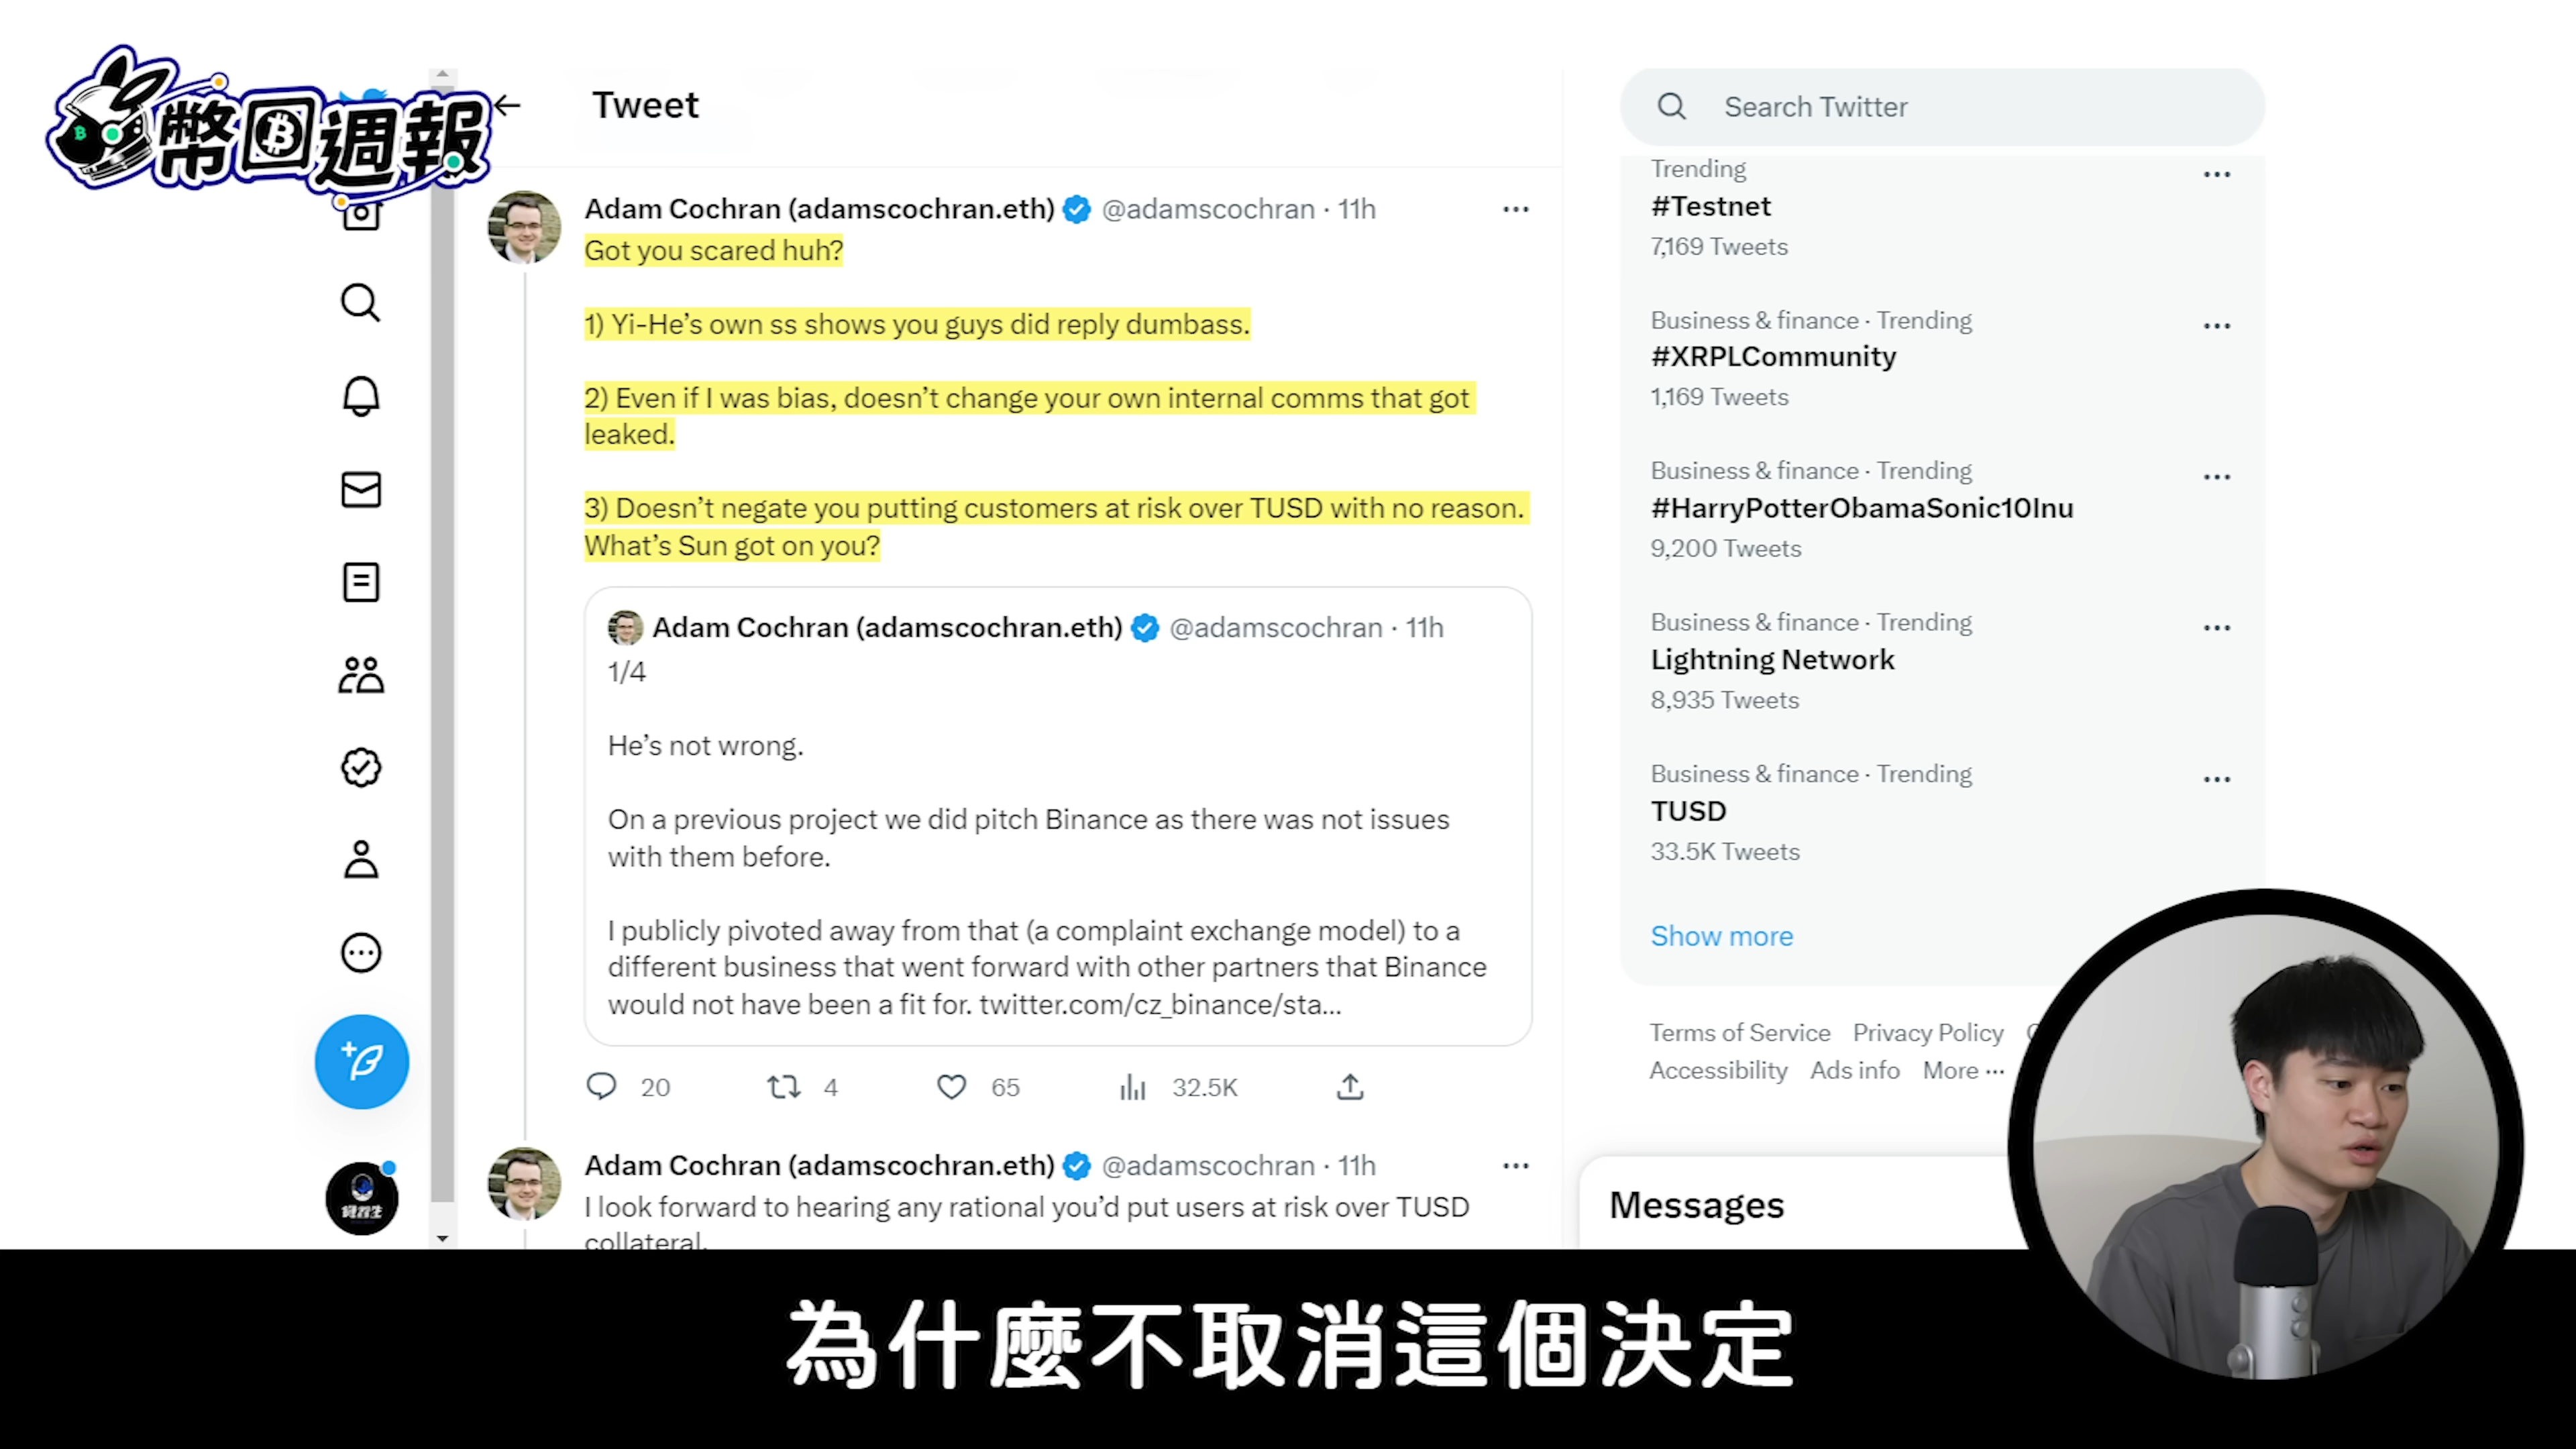 幣圈週報
Tweet
Adam Cochran (adamscochran.eth) @adamscochran · 11h
Got you scared huh?
1) Yi-He's own ss shows you guys did reply dumbass.
2) Even if I was bias, doesn't change your own internal comms that got
leaked.
3) Doesn't negate you putting customers at risk over TUSD with no reason.
What's Sun got on you?
Adam Cochran (adamscochran.eth) @adamscochran · 11h
1/4
He's not wrong.
On a previous project we did pitch Binance as there was not issues
with them before.
I publicly pivoted away from that (a complaint exchange model) to a
different business that went forward with other partners that Binance
would not have been a fit for. twitter.com/cz_binance/sta...
20 4 65 32.5K
Adam Cochran (adamscochran.eth) @adamscochran · 11h
I look forward to hearing any rational you'd put users at risk over TUSD
collateral.
Search Twitter
Trending
#Testnet
7,169 Tweets
Business & finance · Trending
#XRPLCommunity
1,169 Tweets
Business & finance · Trending
#HarryPotterObamaSonic10Inu
9,200 Tweets
Business & finance · Trending
Lightning Network
8,935 Tweets
Business & finance · Trending
TUSD
33.5K Tweets
Show more
Terms of Service Privacy Policy
Accessibility Ads info More ...
Messages
為什麼不取消這個決定